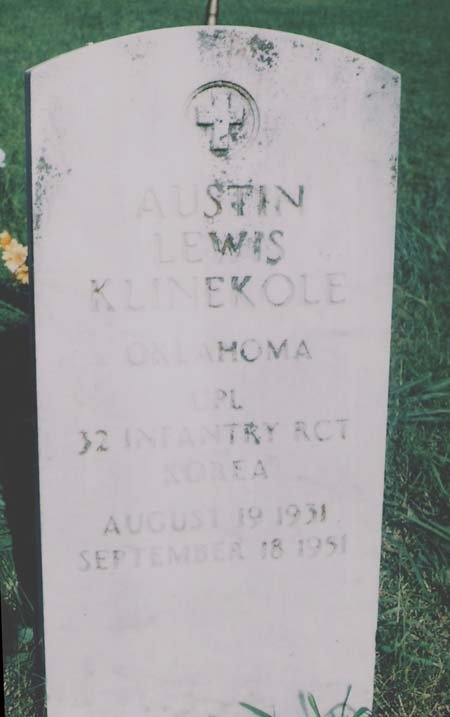 AUSTIN
LEWIS
KLINEKOLE
OKLAHOMA
CPL
32 INFANTRY RCT
KOREA
AUGUST 19 1931
SEPTEMBER 18 1951